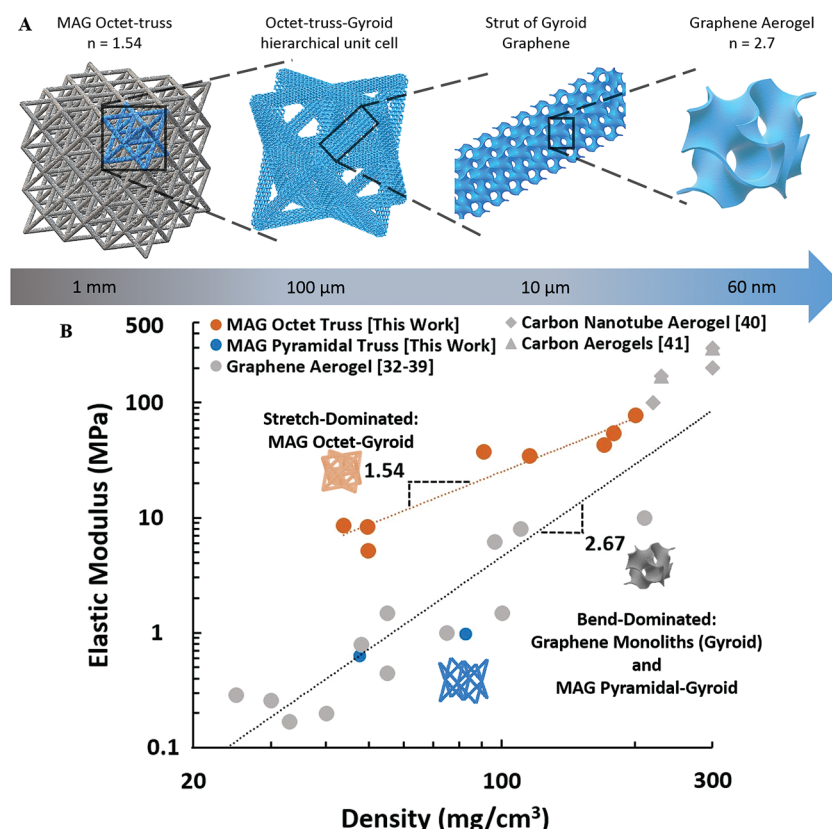 A
MAG Octet-truss
n = 1.54
Octet-truss-Gyroid
hierarchical unit cell
Strut of Gyroid
Graphene
Graphene Aerogel
n = 2.7
1 mm
100 µm
10 µm
60 nm
B
MAG Octet Truss [This Work]
MAG Pyramidal Truss [This Work]
Graphene Aerogel [32-39]
Carbon Nanotube Aerogel [40]
Carbon Aerogels [41]
Stretch-Dominated:
MAG Octet-Gyroid
1.54
2.67
Bend-Dominated:
Graphene Monoliths (Gyroid)
and
MAG Pyramidal-Gyroid
Elastic Modulus (MPa)
500
100
10
1
0.1
20
100
300
Density (mg/cm³)